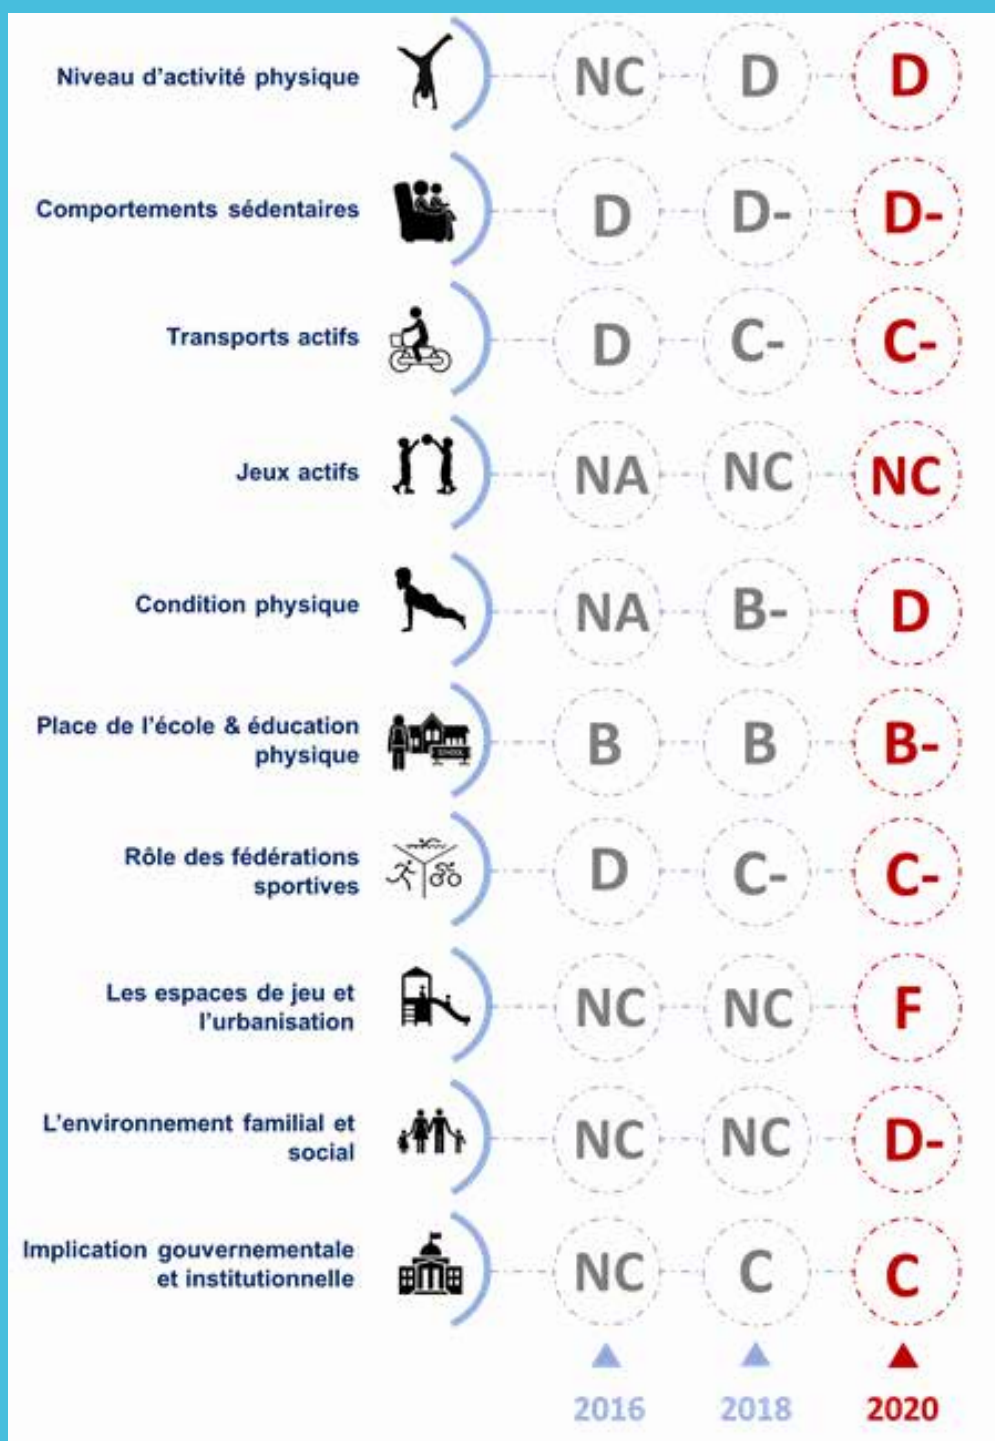 Niveau d'activité physique NC D D
Comportements sédentaires D D- D-
Transports actifs D C- C-
Jeux actifs NA NC NC
Condition physique NA B- D
Place de l'école & éducation
physique B B B-
Rôle des fédérations
sportives D C- C-
Les espaces de jeu et
l'urbanisation NC NC F
L'environnement familial et
social NC NC D-
Implication gouvernementale
et institutionnelle NC C C
2016 2018 2020